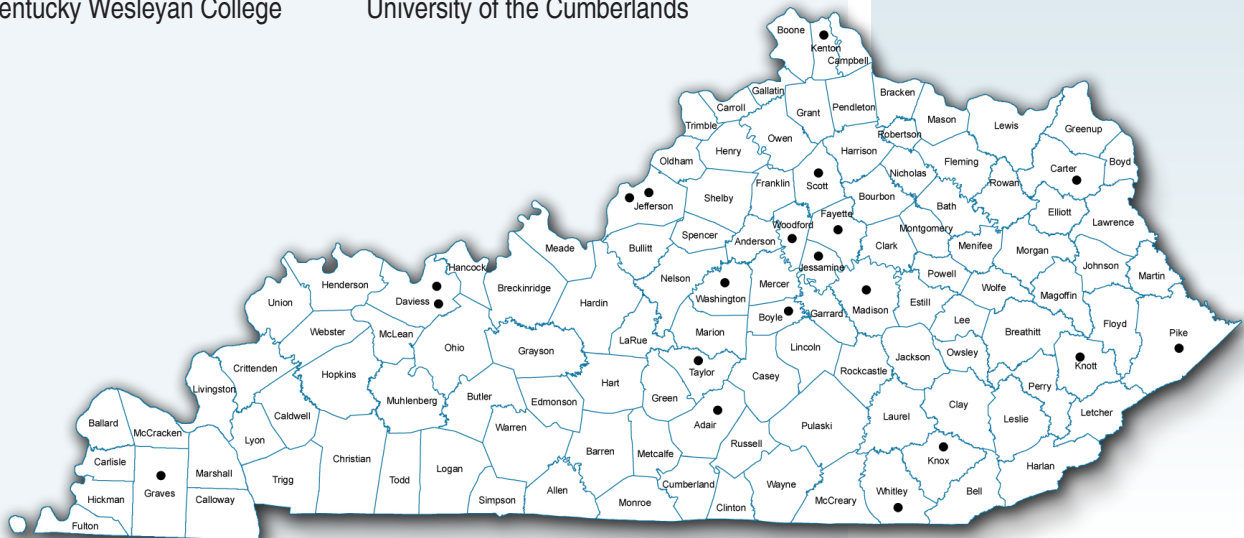 entucky Wesleyan College University of the Cumberlands
Boone
Kenton
Campbell
Gallatin
Carroll
Grant
Pendleton
Bracken
Trimble
Owen
Mason
Lewis
Greenup
Robertson
Henry
Harrison
Oldham
Fleming
Boyd
Carter
Nicholas
Franklin
Scott
Rowan
Shelby
Bourbon
Jefferson
Bath
Elliott
Fayette
Lawrence
Woodford
Montgomery
Spencer
Anderson
Clark
Menifee
Morgan
Bullitt
Meade
Jessamine
Johnson
Hancock
Powell
Martin
Nelson
Henderson
Breckinridge
Mercer
Wolfe
Magoffin
Union
Daviess
Hardin
Washington
Estill
Madison
Boyle
Garrard
Lee
Floyd
Webster
McLean
Marion
Breathitt
Pike
LaRue
Ohio
Grayson
Lincoln
Owsley
Jackson
Knott
Crittenden
Hopkins
Taylor
Rockcastle
Casey
Hart
Perry
Livingston
Muhlenberg
Butler
Green
Edmonson
Clay
Letcher
Caldwell
Laurel
Leslie
Ballard
Adair
Pulaski
McCracken
Warren
Lyon
Russell
Barren
Metcalfe
Christian
Knox
Carlisle
Logan
Harlan
Marshall
Trigg
Todd
Cumberland
Wayne
Allen
Whitley
Bell
Graves
Hickman
Calloway
Simpson
Monroe
McCreary
Clinton
Fulton